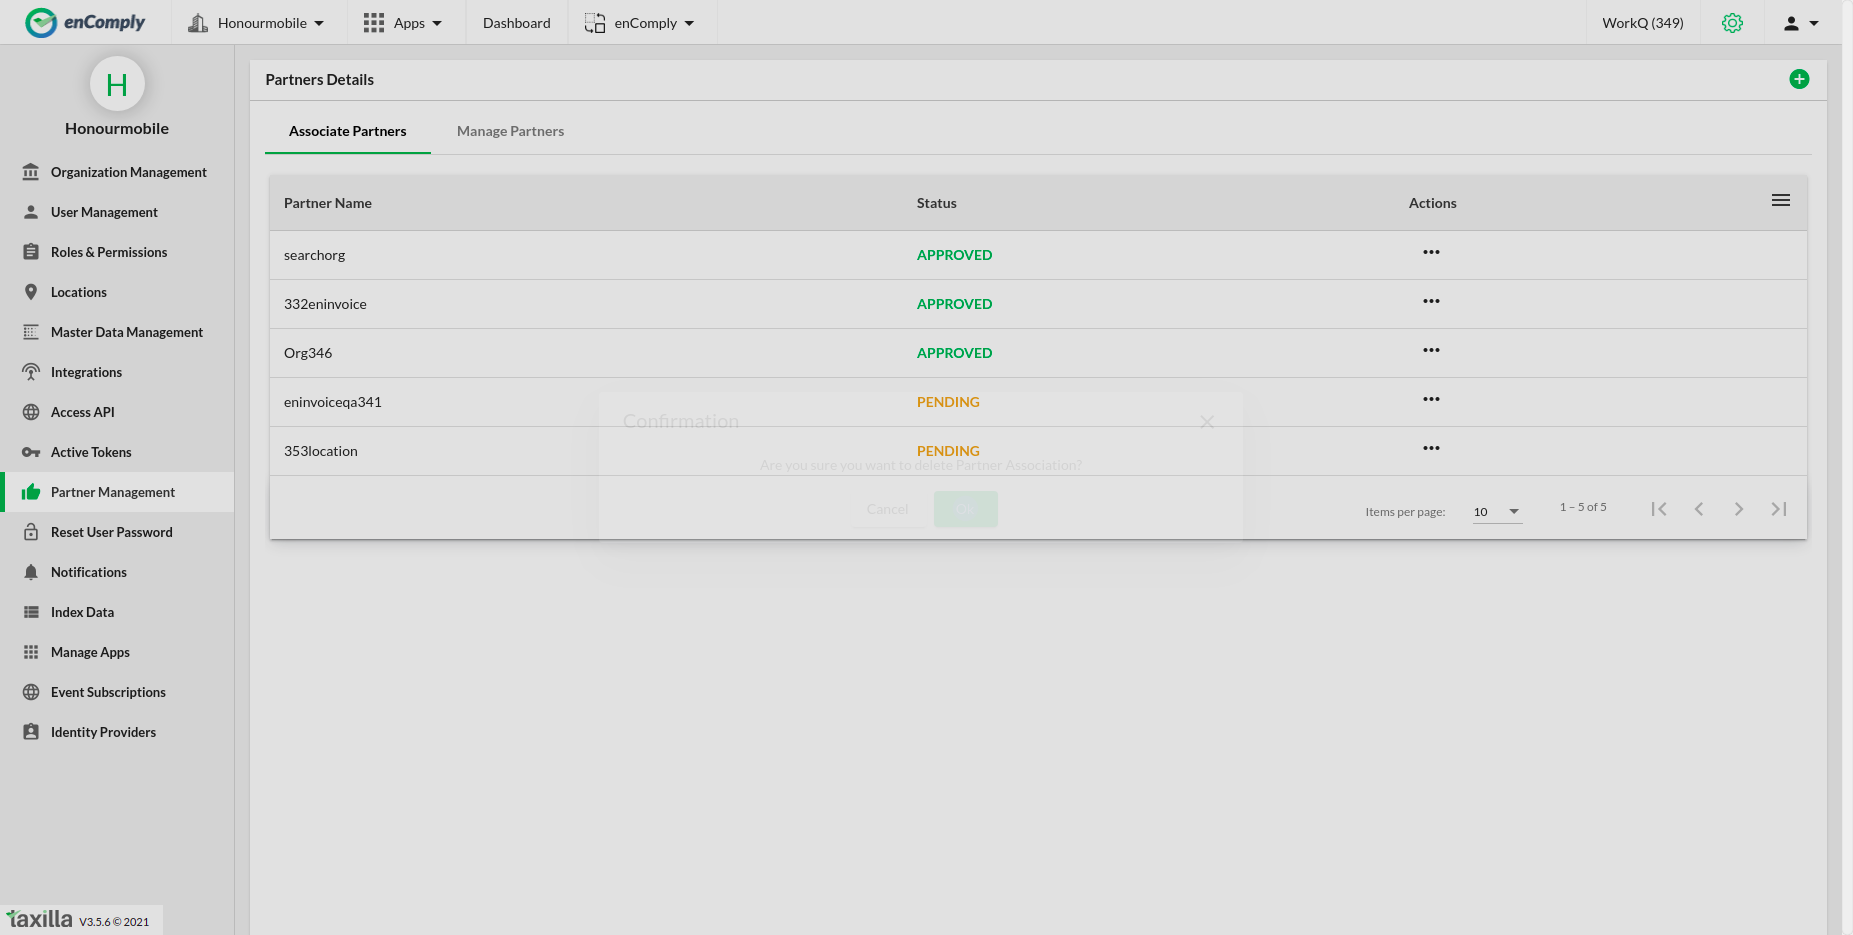 enComply
Honourmobile
Apps
Dashboard
enComply
WorkQ (349)
H
Honourmobile
Organization Management
User Management
Roles & Permissions
Locations
Master Data Management
Integrations
Access API
Active Tokens
Partner Management
Reset User Password
Notifications
Index Data
Manage Apps
Event Subscriptions
Identity Providers
taxilla V3.5.6 © 2021
Partners Details
Associate Partners
Manage Partners
Partner Name Status Actions
searchorg APPROVED
332eninvoice APPROVED
Org346 APPROVED
eninvoiceqa341 PENDING
353location PENDING
Items per page: 10 1 – 5 of 5
Confirmation
Are you sure you want to delete Partner Association?
Cancel
Ok